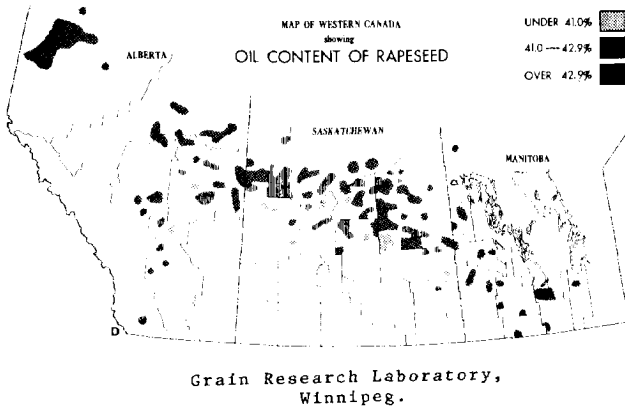 MAP OF WESTERN CANADA
showing
OIL CONTENT OF RAPESEED
UNDER 41.0%
41.0 -- 42.9%
OVER 42.9%
ALBERTA
SASKATCHEWAN
MANITOBA
D
Grain Research Laboratory,
Winnipeg.